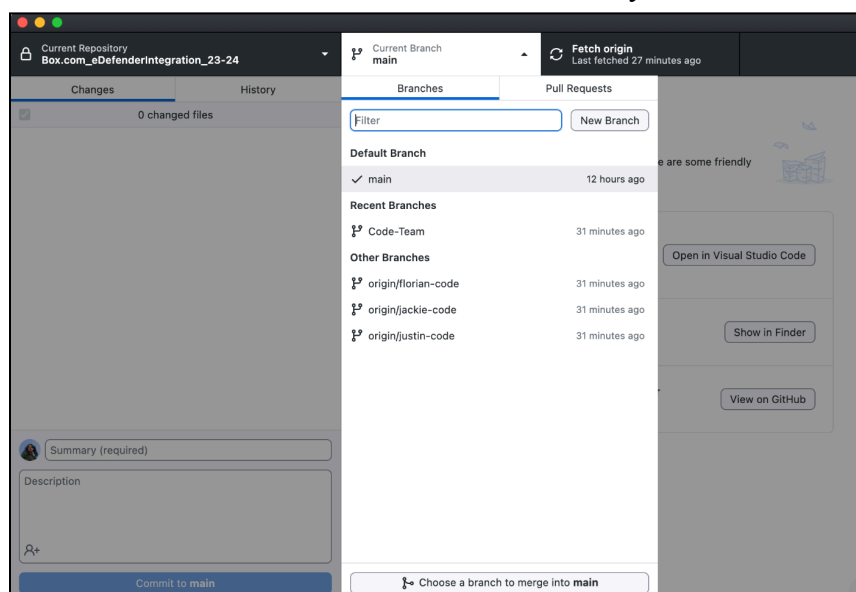 Current Repository
Box.com_eDefenderIntegration_23-24
Current Branch
main
Fetch origin
Last fetched 27 minutes ago
Changes
History
Branches
Pull Requests
0 changed files
Filter
New Branch
Default Branch
main
12 hours ago
e are some friendly
Recent Branches
Code-Team
31 minutes ago
Other Branches
Open in Visual Studio Code
origin/florian-code
31 minutes ago
origin/jackie-code
31 minutes ago
origin/justin-code
31 minutes ago
Show in Finder
View on GitHub
Summary (required)
Description
Commit to main
Choose a branch to merge into main